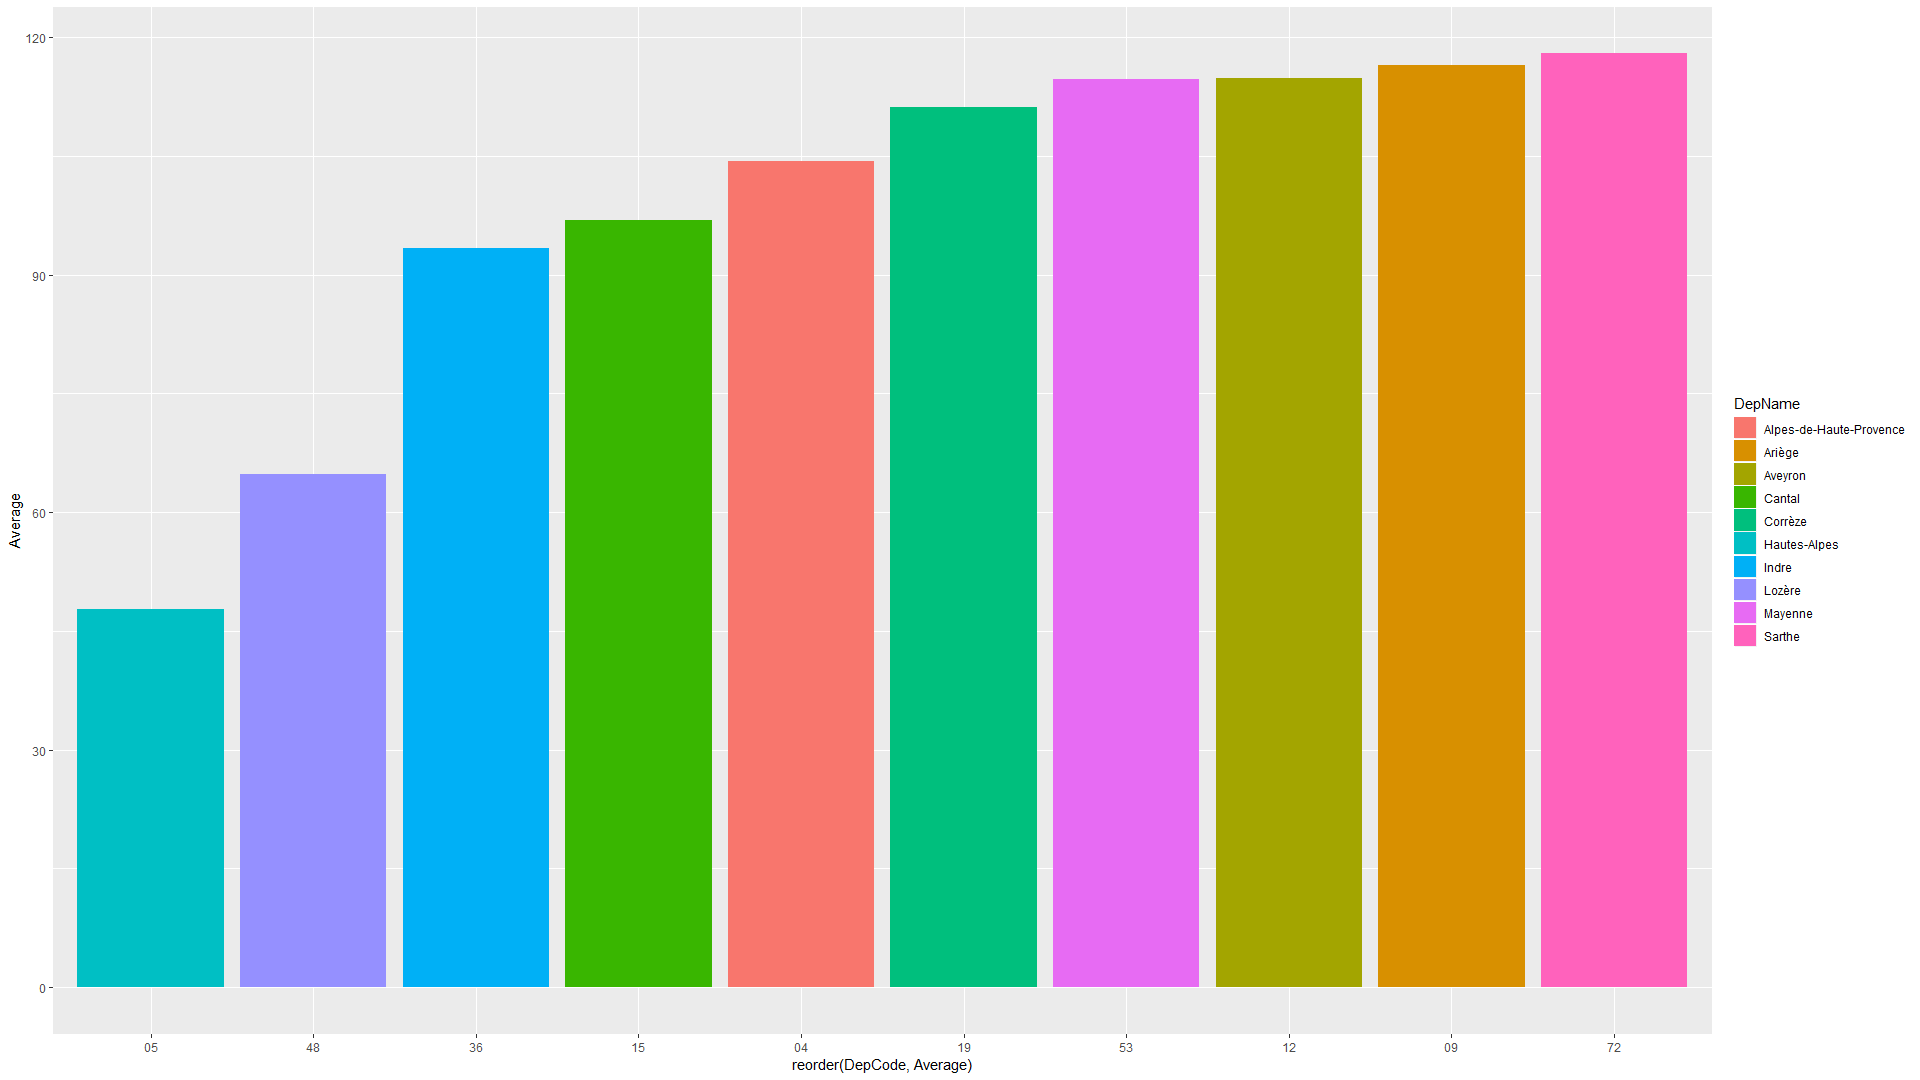 120
90
60
30
0
Average
05 48 36 15 04 19 53 12 09 72
reorder(DepCode, Average)
DepName
Alpes-de-Haute-Provence
Ariège
Aveyron
Cantal
Corrèze
Hautes-Alpes
Indre
Lozère
Mayenne
Sarthe